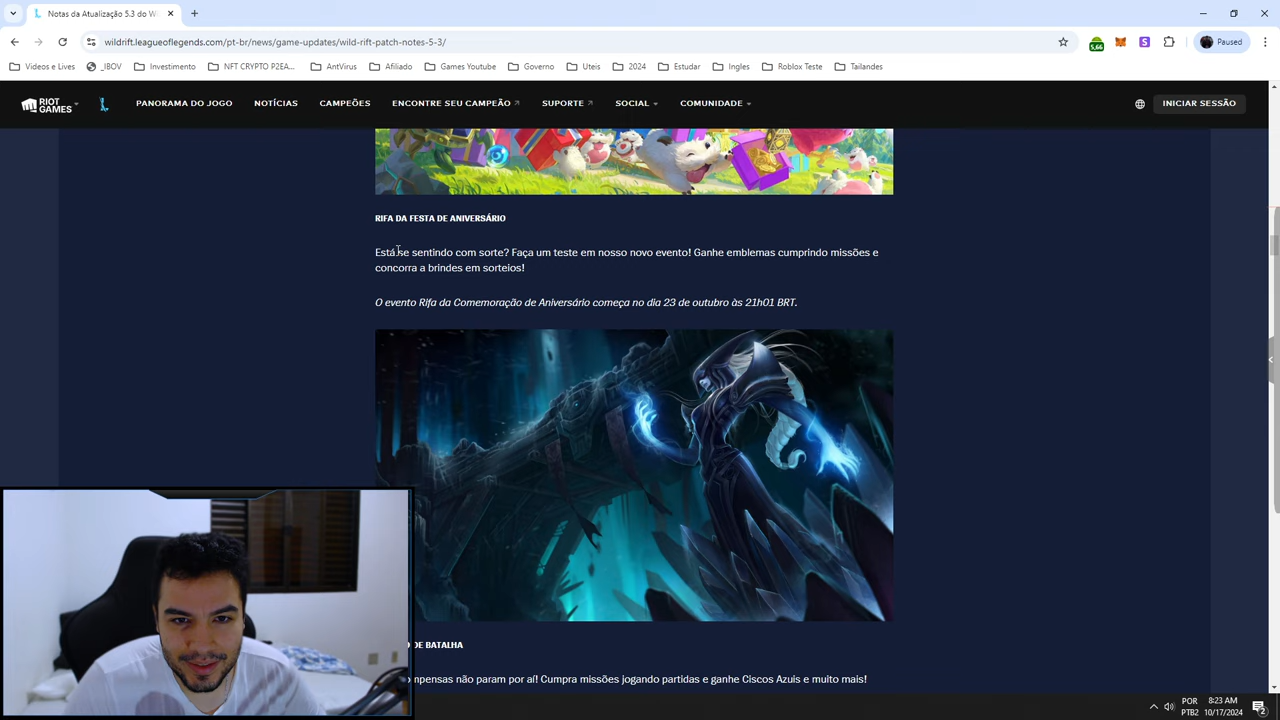 Notas da Atualização 5.3 do Wi
wildrift.leagueoflegends.com/pt-br/news/game-updates/wild-rift-patch-notes-5-3/
5,66
S
Paused
Videos e Lives
_IBOV
Investimento
NFT CRYPTO P2EA...
AntVirus
Afiliado
Games Youtube
Governo
Uteis
2024
Estudar
Ingles
Roblox Teste
Tailandes
RIOT GAMES
PANORAMA DO JOGO
NOTÍCIAS
CAMPEÕES
ENCONTRE SEU CAMPEÃO
SUPORTE
SOCIAL
COMUNIDADE
INICIAR SESSÃO
RIFA DA FESTA DE ANIVERSÁRIO
Está se sentindo com sorte? Faça um teste em nosso novo evento! Ganhe emblemas cumprindo missões e
concorra a brindes em sorteios!
O evento Rifa da Comemoração de Aniversário começa no dia 23 de outubro às 21h01 BRT.
DE BATALHA
não param por aí! Cumpra missões jogando partidas e ganhe Ciscos Azuis e muito mais!
POR
PTB2
8:23 AM
10/17/2024
2